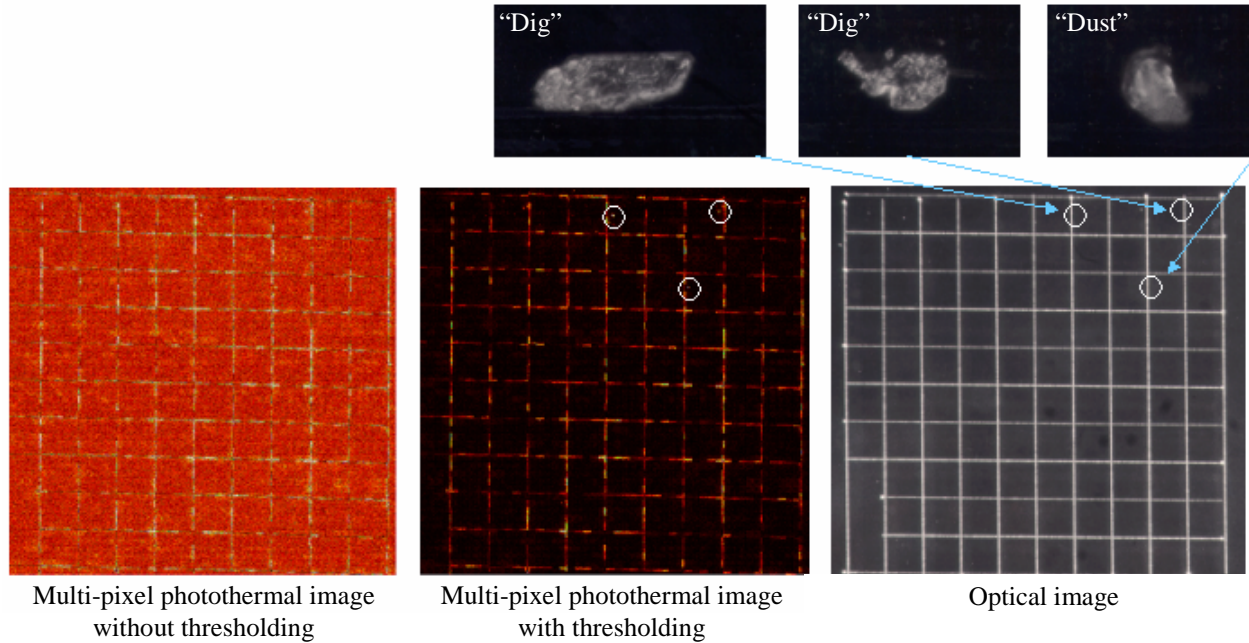 “Dig”
“Dig”
“Dust”
Multi-pixel photothermal image
without thresholding
Multi-pixel photothermal image
with thresholding
Optical image